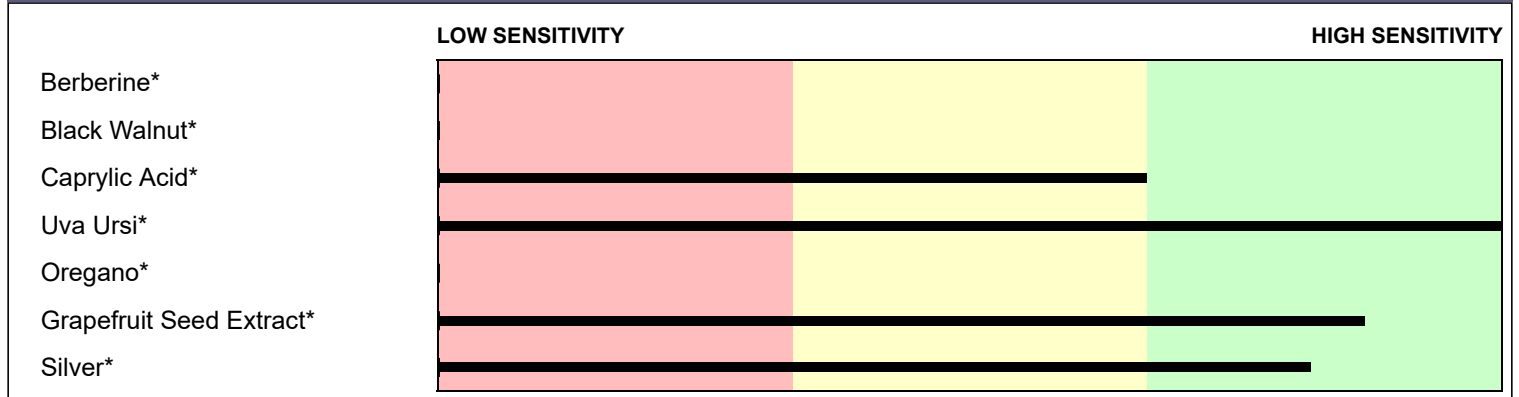 LOW SENSITIVITY HIGH SENSITIVITY
Berberine*
Black Walnut*
Caprylic Acid*
Uva Ursi*
Oregano*
Grapefruit Seed Extract*
Silver*